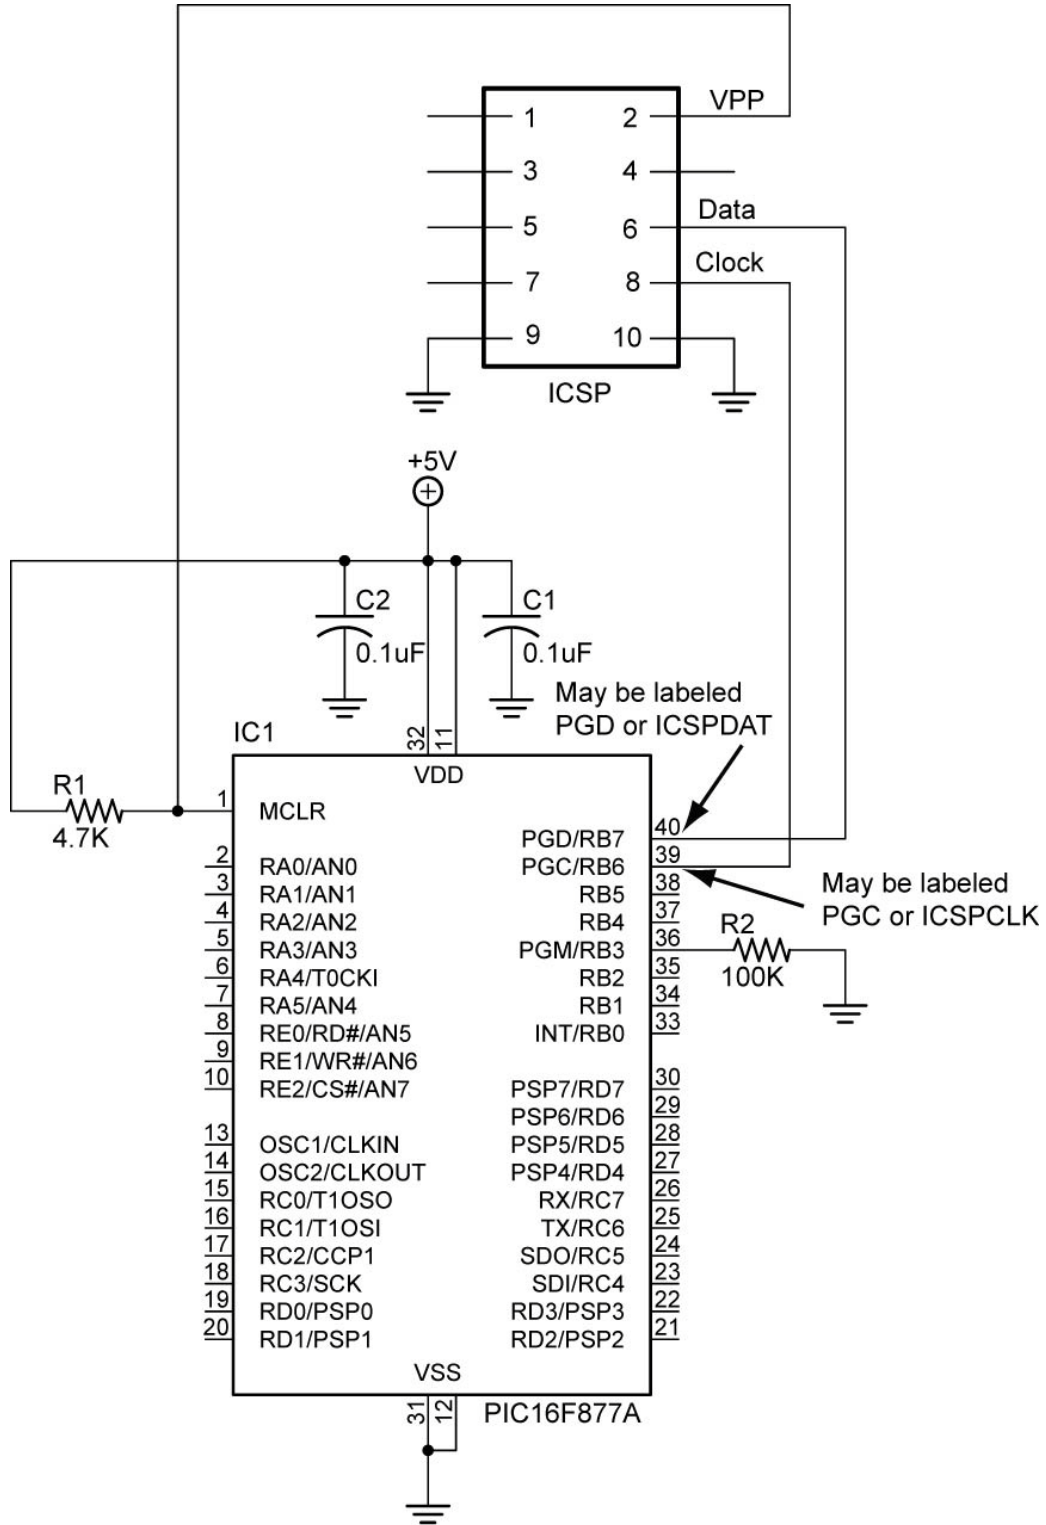 VPP
1 2
3 4
Data
5 6
Clock
7 8
9 10
ICSP
+5V
C2
0.1uF
C1
0.1uF
May be labeled
PGD or ICSPDAT
IC1
32 11
VDD
R1
4.7K
1 MCLR
PGD/RB7 40
2 RA0/AN0 PGC/RB6 39
3 RA1/AN1 RB5 38
4 RA2/AN2 RB4 37
5 RA3/AN3 PGM/RB3 36
6 RA4/T0CKI RB2 35
7 RA5/AN4 RB1 34
8 RE0/RD#/AN5 INT/RB0 33
9 RE1/WR#/AN6
10 RE2/CS#/AN7 PSP7/RD7 30
PSP6/RD6 29
13 OSC1/CLKIN PSP5/RD5 28
14 OSC2/CLKOUT PSP4/RD4 27
15 RC0/T1OSO RX/RC7 26
16 RC1/T1OSI TX/RC6 25
17 RC2/CCP1 SDO/RC5 24
18 RC3/SCK SDI/RC4 23
19 RD0/PSP0 RD3/PSP3 22
20 RD1/PSP1 RD2/PSP2 21
May be labeled
PGC or ICSPCLK
R2
100K
VSS
31 12
PIC16F877A